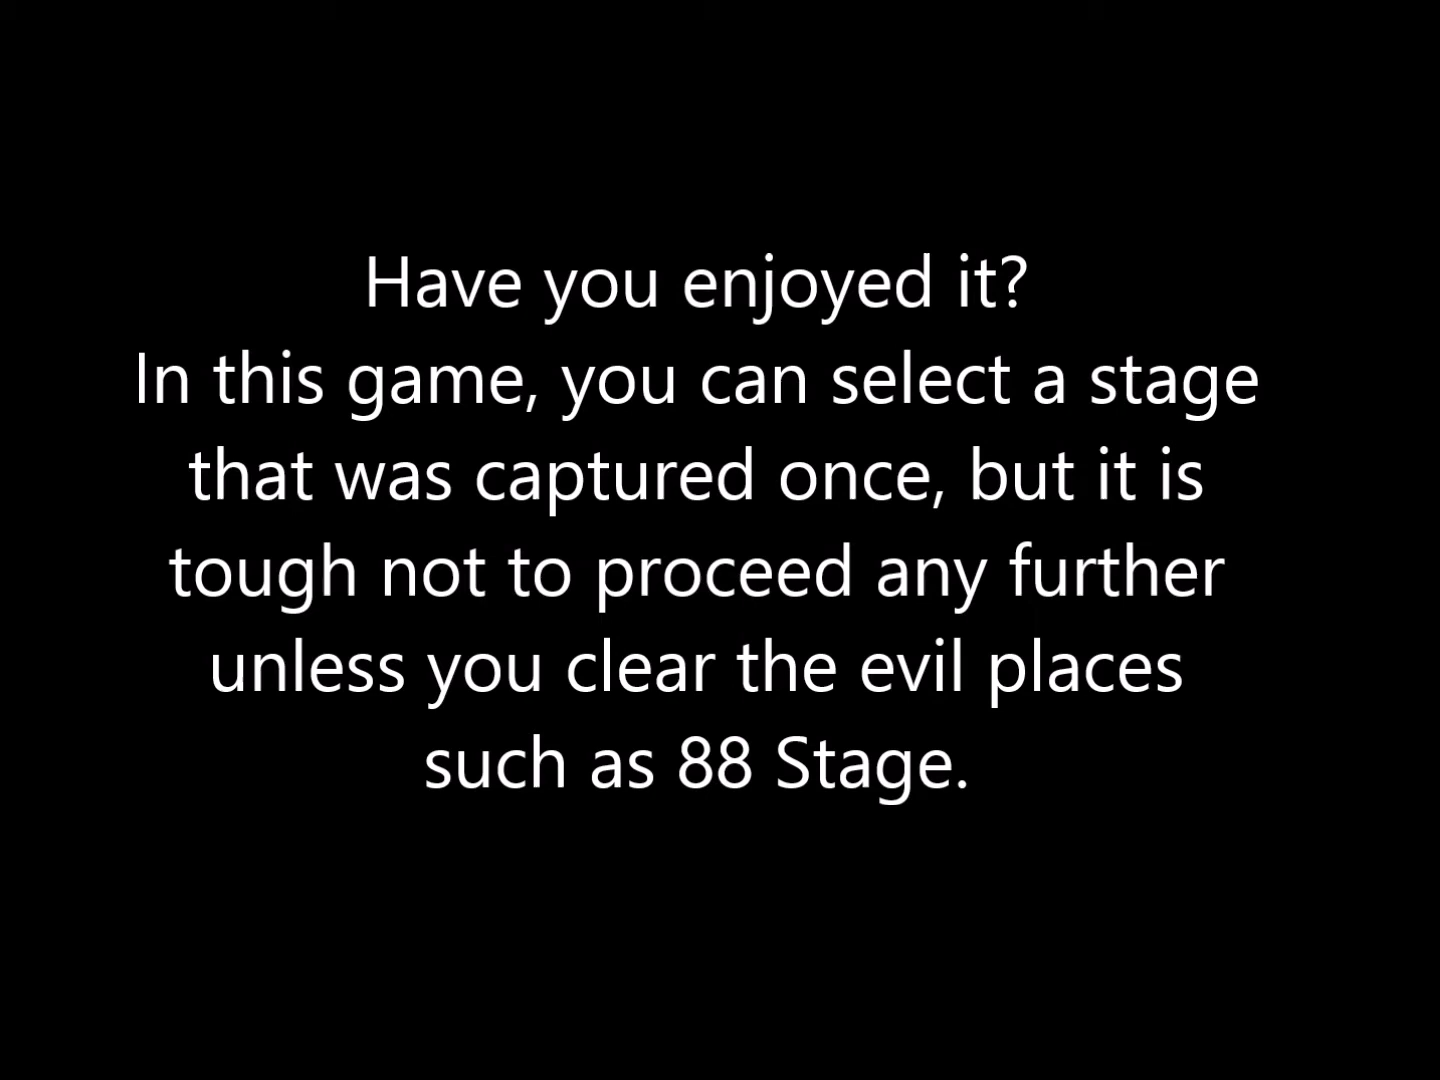 Have you enjoyed it?
In this game, you can select a stage
that was captured once, but it is
tough not to proceed any further
unless you clear the evil places
such as 88 Stage.